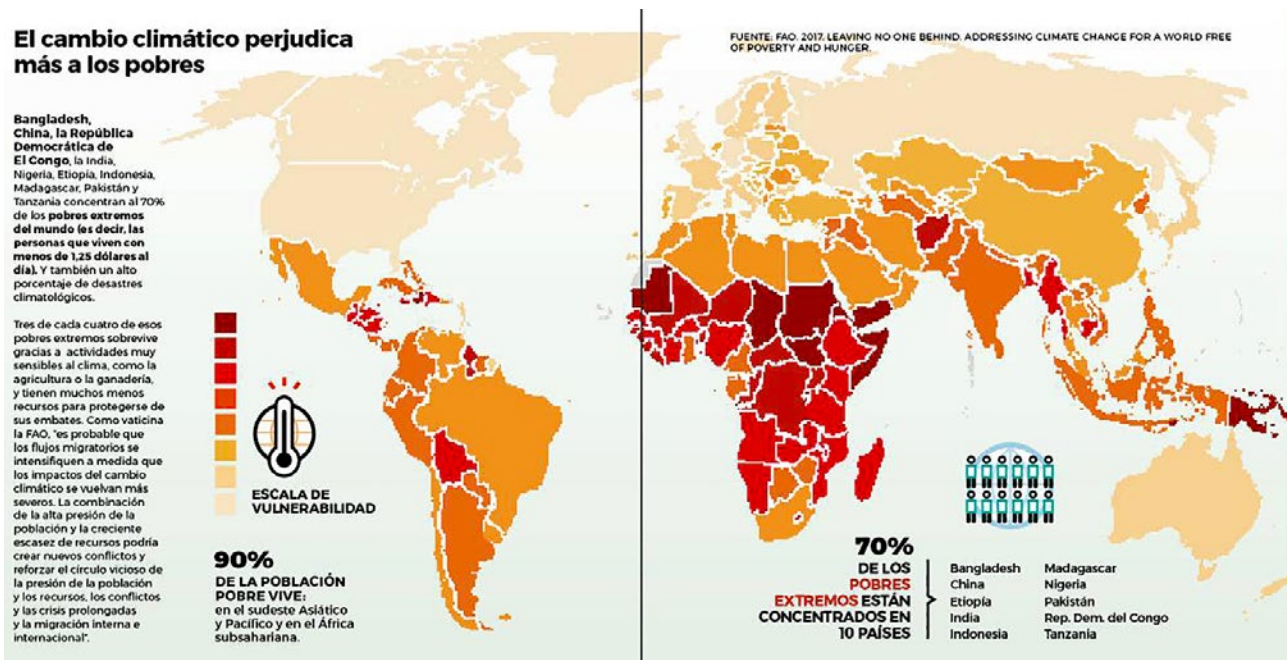 El cambio climático perjudica
más a los pobres
Bangladesh,
China, la República
Democrática de
El Congo, la India,
Nigeria, Etiopía, Indonesia,
Madagascar, Pakistán y
Tanzania concentran al 70%
de los pobres extremos
del mundo (es decir, las
personas que viven con
menos de 1,25 dólares al
día). Y también un alto
porcentaje de desastres
climatológicos.
Tres de cada cuatro de esos
pobres extremos sobrevive
gracias a actividades muy
sensibles al clima, como la
agricultura o la ganadería,
y tienen muchos menos
recursos para protegerse de
sus embates. Como vaticina
la FAO, "es probable que
los flujos migratorios se
intensifiquen a medida que
los impactos del cambio
climático se vuelvan más
severos. La combinación
de la alta presión de la
población y la creciente
escasez de recursos podría
crear nuevos conflictos y
reforzar el círculo vicioso de
la presión de la población
y los recursos, los conflictos
y las crisis prolongadas
y la migración interna e
internacional".
ESCALA DE
VULNERABILIDAD
90%
DE LA POBLACIÓN
POBRE VIVE:
en el sudeste Asiático
y Pacífico y en el África
subsahariana.
FUENTE: FAO. 2017. LEAVING NO ONE BEHIND. ADDRESSING CLIMATE CHANGE FOR A WORLD FREE
OF POVERTY AND HUNGER.
70%
DE LOS
POBRES
EXTREMOS ESTÁN
CONCENTRADOS EN
10 PAÍSES
Bangladesh
China
Etiopía
India
Indonesia
Madagascar
Nigeria
Pakistán
Rep. Dem. del Congo
Tanzania